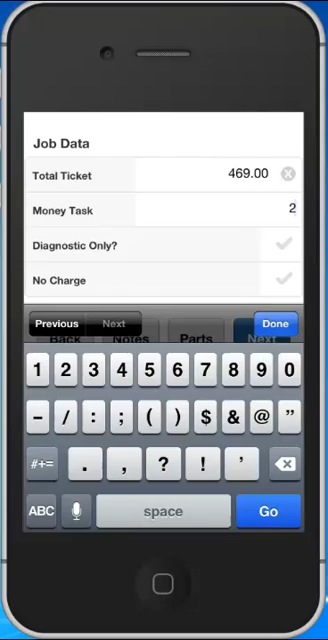 Job Data
Total Ticket 469.00
Money Task 2
Diagnostic Only?
No Charge
Previous Next Done
Back Notes Parts Next
1 2 3 4 5 6 7 8 9 0
- / : ; ( ) $ & @ "
#+= . , ? ! '
ABC space Go